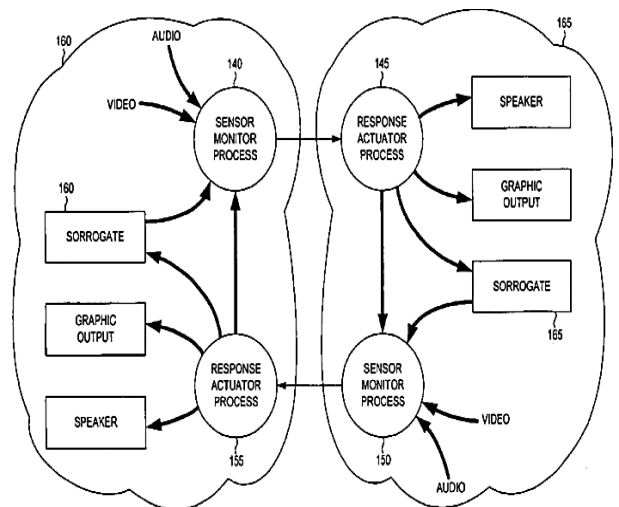 160
AUDIO
VIDEO
140
SENSOR
MONITOR
PROCESS
160
SORROGATE
GRAPHIC
OUTPUT
SPEAKER
RESPONSE
ACTUATOR
PROCESS
155
165
145
RESPONSE
ACTUATOR
PROCESS
SPEAKER
GRAPHIC
OUTPUT
SORROGATE
165
SENSOR
MONITOR
PROCESS
150
VIDEO
AUDIO